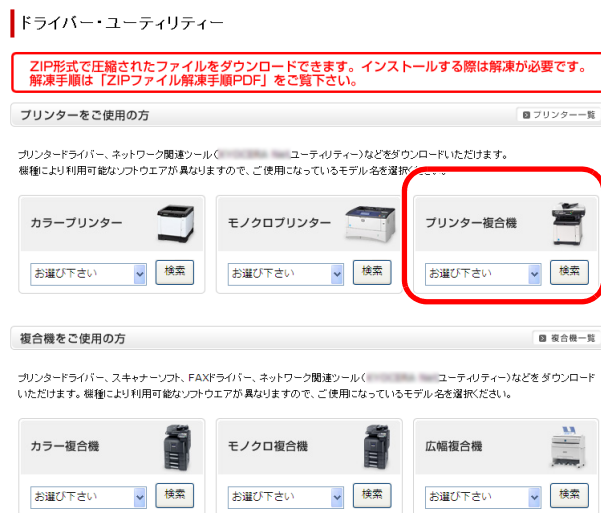 ドライバー・ユーティリティー
ZIP形式で圧縮されたファイルをダウンロードできます。インストールする際は解凍が必要です。
解凍手順は「ZIPファイル解凍手順PDF」をご覧下さい。
プリンターをご使用の方 プリンター一覧
プリンタードライバー、ネットワーク関連ツール( ユーティリティー)などをダウンロードいただけます。
機種により利用可能なソフトウエアが異なりますので、ご使用になっているモデル名を選択ください。
カラープリンター モノクロプリンター プリンター複合機
お選び下さい 検索 お選び下さい 検索 お選び下さい 検索
複合機をご使用の方 複合機一覧
プリンタードライバー、スキャナーソフト、FAXドライバー、ネットワーク関連ツール( ユーティリティー)などをダウンロード
いただけます。機種により利用可能なソフトウエアが異なりますので、ご使用になっているモデル名を選択ください。
カラー複合機 モノクロ複合機 広幅複合機
お選び下さい 検索 お選び下さい 検索 お選び下さい 検索